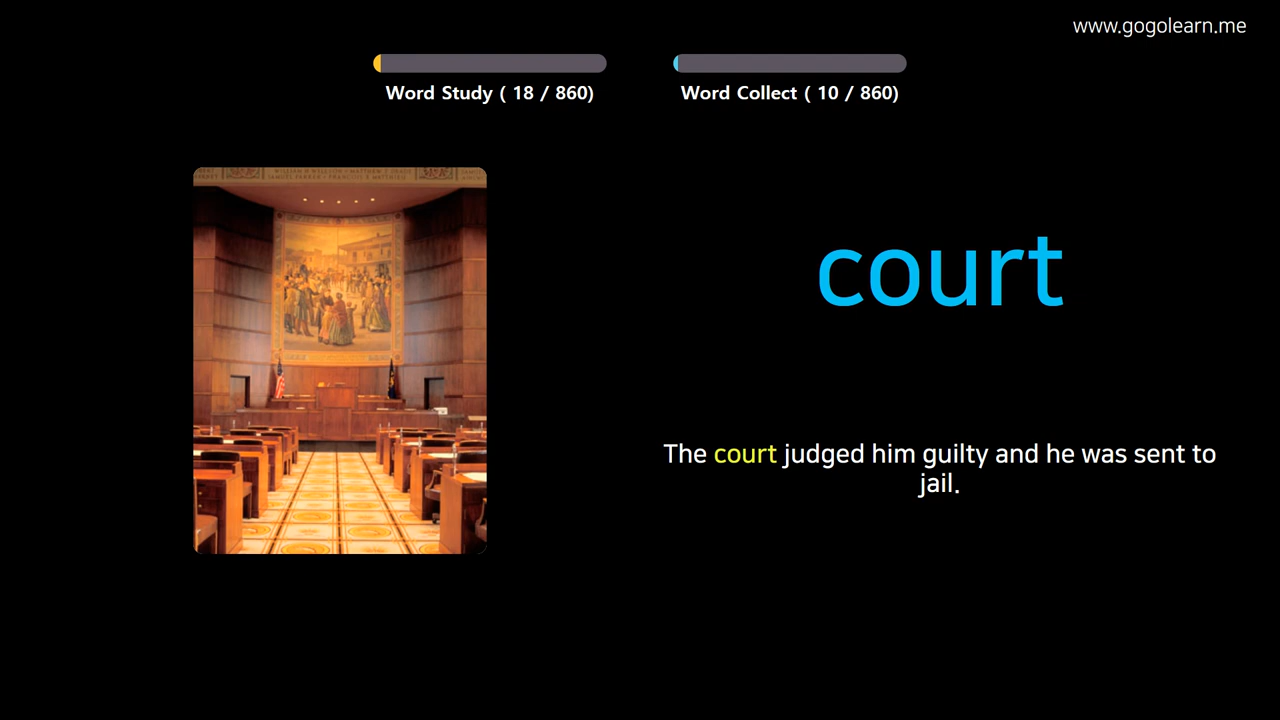 www.gogolearn.me
Word Study ( 18 / 860)
Word Collect ( 10 / 860)
court
The court judged him guilty and he was sent to
jail.